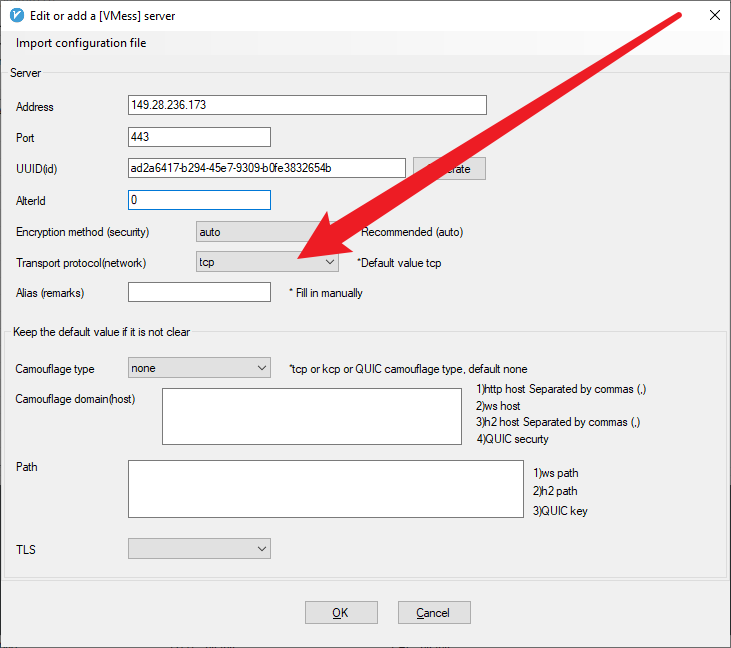 Edit or add a [VMess] server
Import configuration file
Server
Address 149.28.236.173
Port 443
UUID(id) ad2a6417-b294-45e7-9309-b0fe3832654b
AlterId 0
Encryption method (security) auto Recommended (auto)
Transport protocol(network) tcp *Default value tcp
Alias (remarks) * Fill in manually
Keep the default value if it is not clear
Camouflage type none *tcp or kcp or QUIC camouflage type, default none
Camouflage domain(host)
1)http host Separated by commas (,)
2)ws host
3)h2 host Separated by commas (,)
4)QUIC securty
Path
1)ws path
2)h2 path
3)QUIC key
TLS
OK Cancel